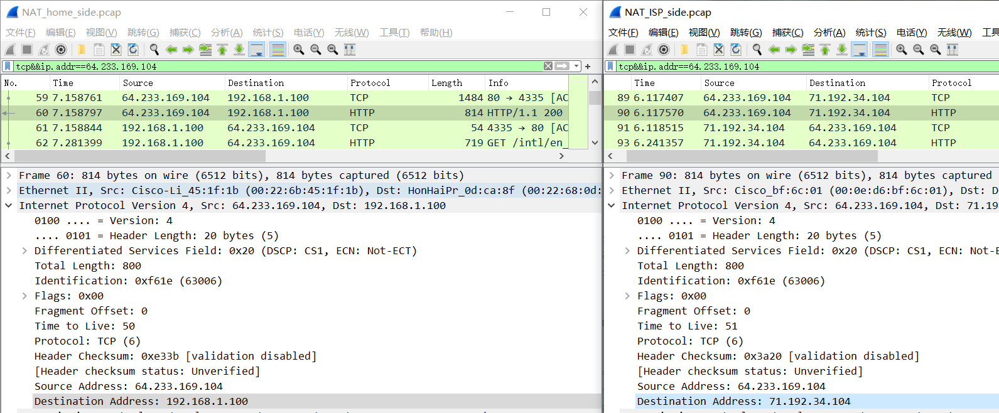 NAT_home_side.pcap
文件(F) 编辑(E) 视图(V) 跳转(G) 捕获(C) 分析(A) 统计(S) 电话(Y) 无线(W) 工具(T) 帮助(H)
tcp&&ip.addr==64.233.169.104
No. Time Source Destination Protocol Length Info
59 7.158761 64.233.169.104 192.168.1.100 TCP 1484 80 → 4335 [AC
60 7.158797 64.233.169.104 192.168.1.100 HTTP 814 HTTP/1.1 200
61 7.158844 192.168.1.100 64.233.169.104 TCP 54 4335 → 80 [AC
62 7.281399 192.168.1.100 64.233.169.104 HTTP 719 GET /intl/en_
Frame 60: 814 bytes on wire (6512 bits), 814 bytes captured (6512 bits)
Ethernet II, Src: Cisco-Li_45:1f:1b (00:22:6b:45:1f:1b), Dst: HonHaiPr_0d:ca:8f (00:22:68:0d:
Internet Protocol Version 4, Src: 64.233.169.104, Dst: 192.168.1.100
0100 .... = Version: 4
.... 0101 = Header Length: 20 bytes (5)
Differentiated Services Field: 0x20 (DSCP: CS1, ECN: Not-ECT)
Total Length: 800
Identification: 0xf61e (63006)
Flags: 0x00
Fragment Offset: 0
Time to Live: 50
Protocol: TCP (6)
Header Checksum: 0xe33b [validation disabled]
[Header checksum status: Unverified]
Source Address: 64.233.169.104
Destination Address: 192.168.1.100
NAT_ISP_side.pcap
文件(F) 编辑(E) 视图(V) 跳转(G) 捕获(C) 分析(A) 统计(S) 电话(Y) 无线(W) 工具
tcp&&ip.addr==64.233.169.104
Time Source Destination Protocol
89 6.117407 64.233.169.104 71.192.34.104 TCP
90 6.117570 64.233.169.104 71.192.34.104 HTTP
91 6.118515 71.192.34.104 64.233.169.104 TCP
93 6.241357 71.192.34.104 64.233.169.104 HTTP
Frame 90: 814 bytes on wire (6512 bits), 814 bytes captured
Ethernet II, Src: Cisco_bf:6c:01 (00:0e:d6:bf:6c:01), Dst: D
Internet Protocol Version 4, Src: 64.233.169.104, Dst: 71.19
0100 .... = Version: 4
.... 0101 = Header Length: 20 bytes (5)
Differentiated Services Field: 0x20 (DSCP: CS1, ECN: Not-E
Total Length: 800
Identification: 0xf61e (63006)
Flags: 0x00
Fragment Offset: 0
Time to Live: 51
Protocol: TCP (6)
Header Checksum: 0x3a20 [validation disabled]
[Header checksum status: Unverified]
Source Address: 64.233.169.104
Destination Address: 71.192.34.104